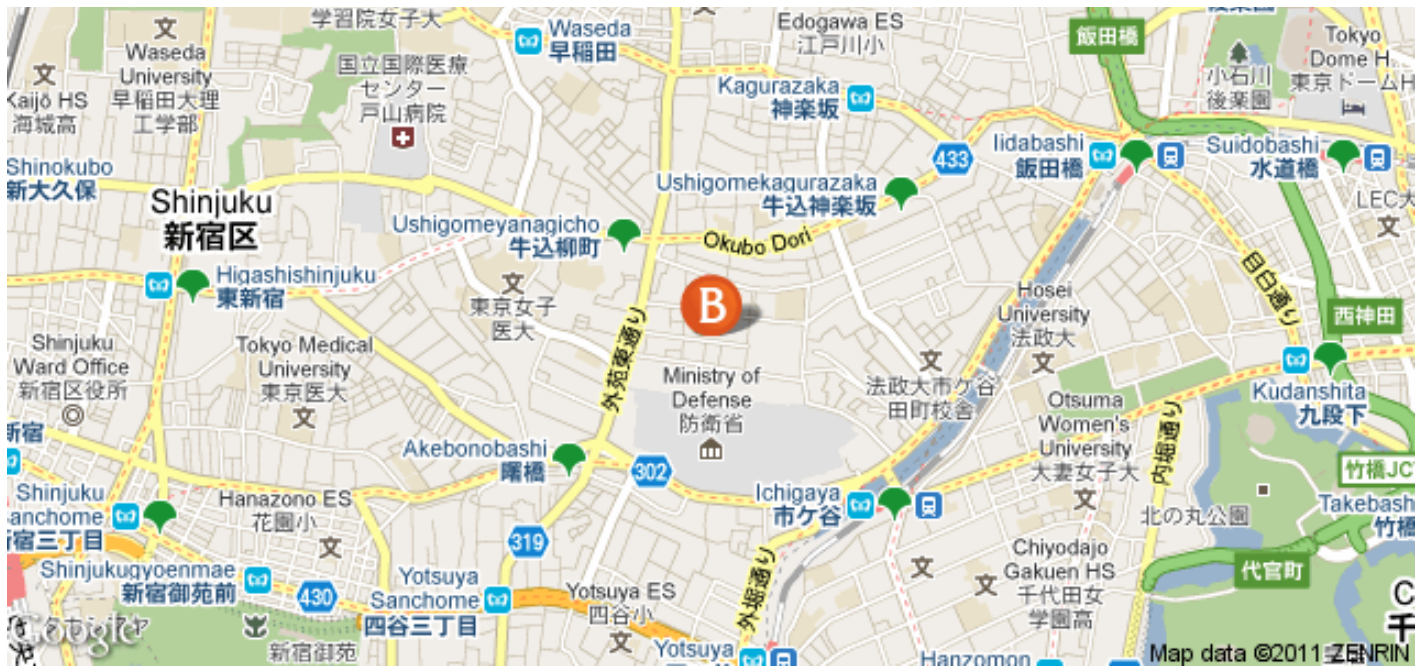 学習院女子大
Waseda
早稲田
Edogawa ES
江戸川小
飯田橋
Tokyo
Dome H
東京ドームH
小石川
後楽園
Waseda
University
早稲田大理
工学部
国立国際医療
センター
戸山病院
Kaijō HS
海城高
Kagurazaka
神楽坂
433
Iidabashi
飯田橋
Suidobashi
水道橋
Shinokubo
新大久保
Shinjuku
新宿区
Ushigomekagurazaka
牛込神楽坂
LEC大
Ushigomeyanagicho
牛込柳町
Okubo Dori
目白通り
Higashishinjuku
東新宿
東京女子
医大
B
Hosei
University
法政大
西神田
外苑東通り
Shinjuku
Ward Office
新宿区役所
Tokyo Medical
University
東京医大
Ministry of
Defense
防衛省
法政大市ケ谷
田町校舎
Otsuma
Women's
University
大妻女子大
Kudanshita
九段下
内堀通り
新宿
Akebonobashi
曙橋
302
竹橋JC
Shinjuku
Sanchome
宿三丁目
Hanazono ES
花園小
Ichigaya
市ケ谷
Takebash
竹橋
北の丸公園
319
Chiyodajo
Gakuen HS
千代田女
学園高
代官町
Shinjukugyoenmae
新宿御苑前
430
Yotsuya
Sanchome
四谷三丁目
Yotsuya ES
四谷小
外堀通り
C
千
Google
新宿御苑
Yotsuya
Hanzomon
Map data ©2011 ZENRIN